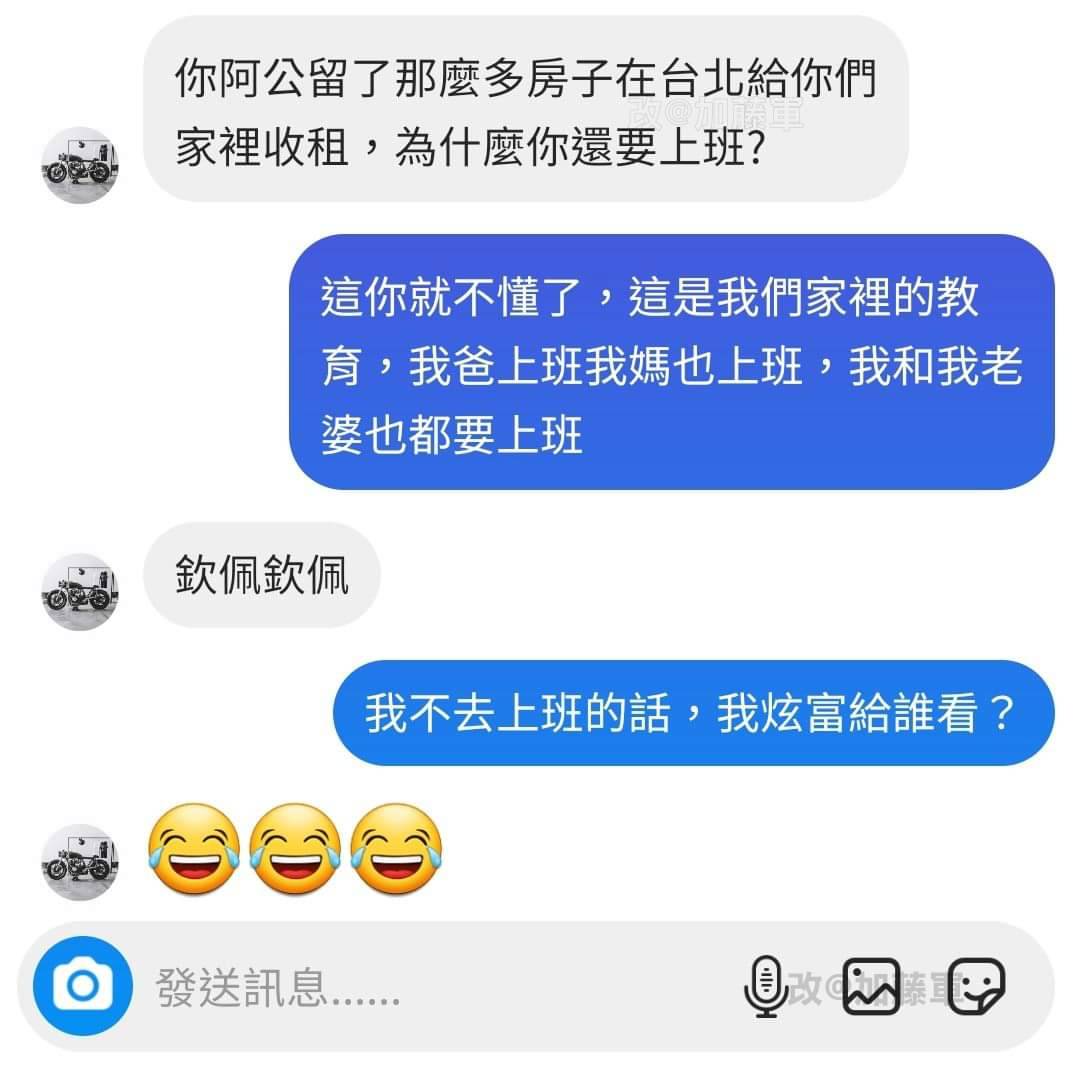 你阿公留了那麼多房子在台北給你們
改@加藤軍
家裡收租，為什麼你還要上班?
這你就不懂了，這是我們家裡的教
育，我爸上班我媽也上班，我和我老
婆也都要上班
欽佩欽佩
我不去上班的話，我炫富給誰看？
😂😂😂
發送訊息......
改@加藤軍